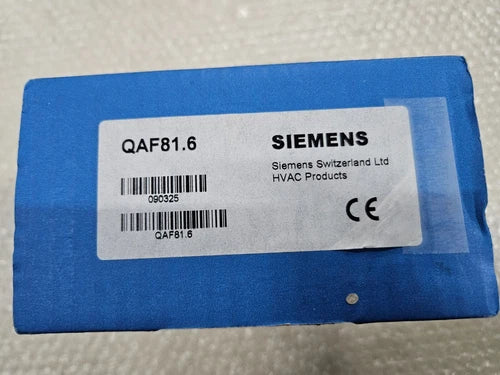 QAF81.6
SIEMENS
Siemens Switzerland Ltd
HVAC Products
090325
QAF81.6
CE